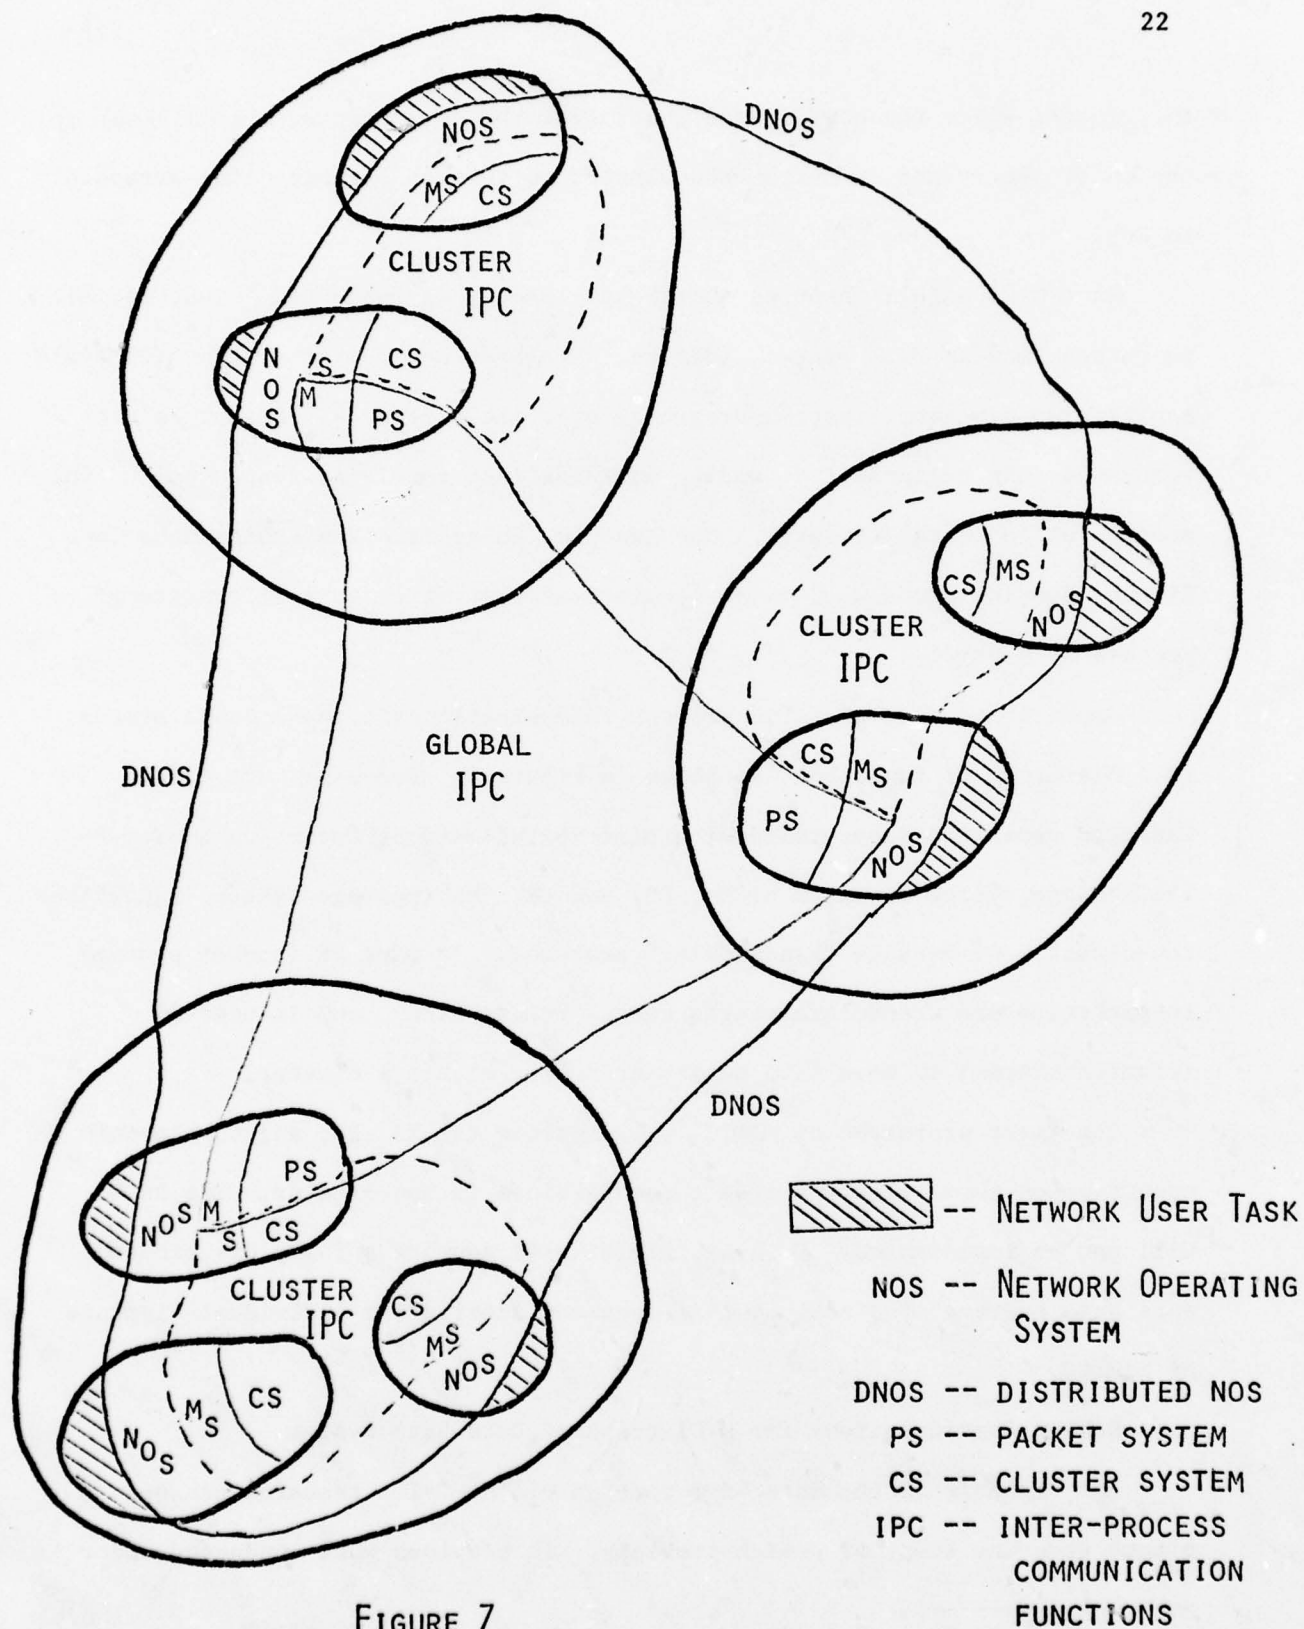 22
DNOS
NOS
MS
CS
CLUSTER
IPC
N
O
S
S
M
CS
PS
CS
MS
NOS
CLUSTER
IPC
CS
MS
PS
NOS
GLOBAL
IPC
DNOS
DNOS
PS
NOS
M
S
CS
CLUSTER
IPC
CS
MS
NOS
MS
CS
NOS
-- NETWORK USER TASK
NOS -- NETWORK OPERATING
SYSTEM
DNOS -- DISTRIBUTED NOS
PS -- PACKET SYSTEM
CS -- CLUSTER SYSTEM
IPC -- INTER-PROCESS
COMMUNICATION
FUNCTIONS
FIGURE 7